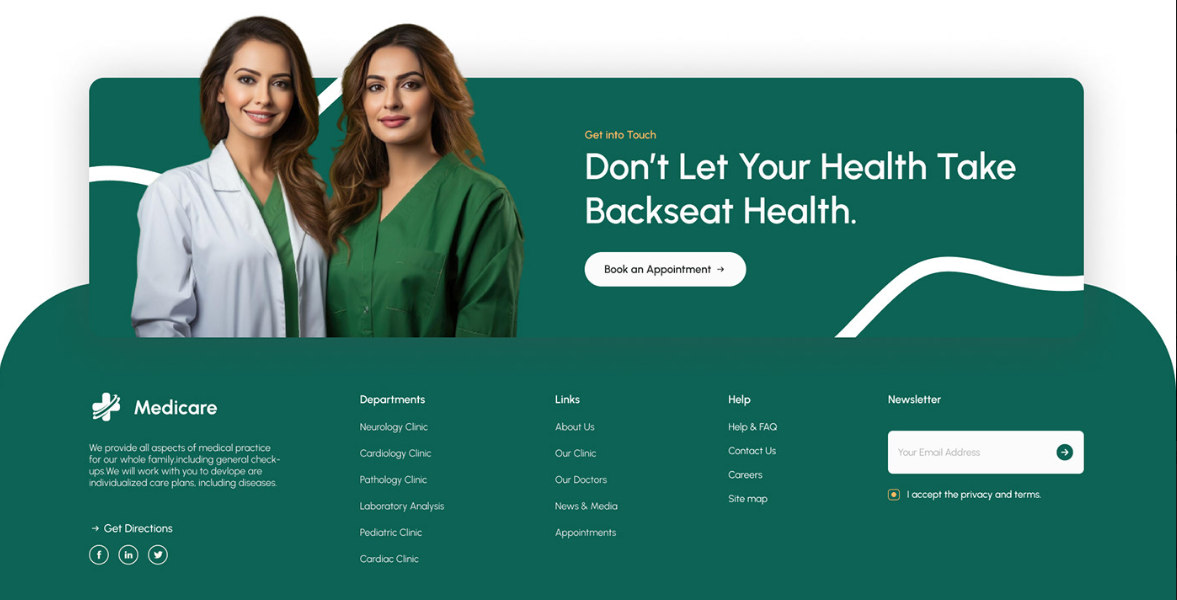 Get into Touch
Don't Let Your Health Take
Backseat Health.
Book an Appointment →
Medicare
We provide all aspects of medical practice
for our whole family,including general check-
ups.We will work with you to devlope are
individualized care plans, including diseases.
→ Get Directions
f in
Departments
Neurology Clinic
Cardiology Clinic
Pathology Clinic
Laboratory Analysis
Pediatric Clinic
Cardiac Clinic
Links
About Us
Our Clinic
Our Doctors
News & Media
Appointments
Help
Help & FAQ
Contact Us
Careers
Site map
Newsletter
Your Email Address
I accept the privacy and terms.